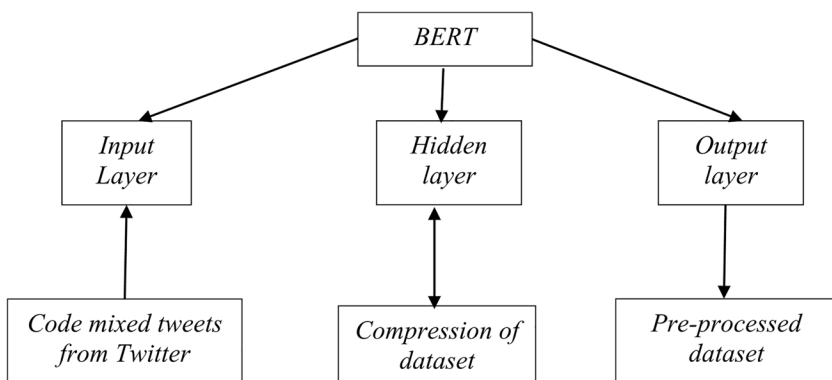 BERT
Input
Layer
Hidden
layer
Output
layer
Code mixed tweets
from Twitter
Compression of
dataset
Pre-processed
dataset